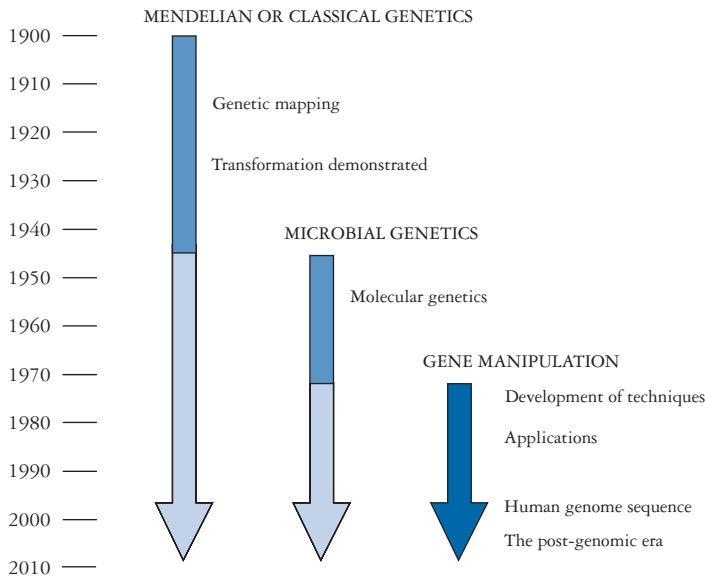 MENDELIAN OR CLASSICAL GENETICS
1900
1910
Genetic mapping
1920
Transformation demonstrated
1930
1940
MICROBIAL GENETICS
1950
Molecular genetics
1960
GENE MANIPULATION
1970
Development of techniques
1980
Applications
1990
Human genome sequence
2000
The post-genomic era
2010